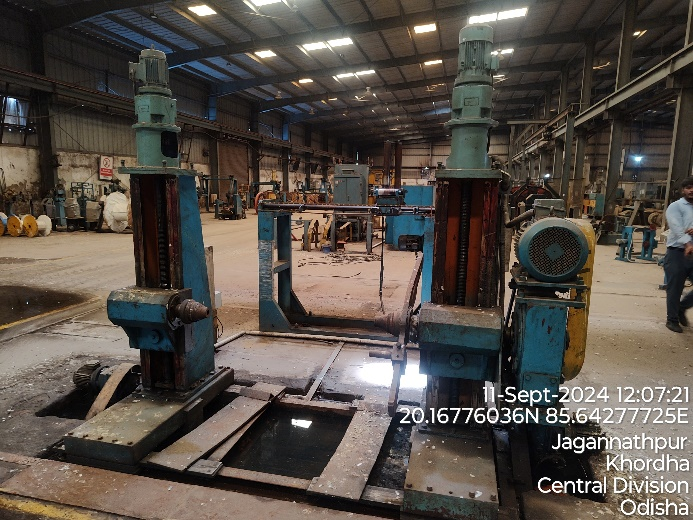 11-Sept-2024 12:07:21
20.16776036N 85.64277725E
Jagannathpur
Khordha
Central Division
Odisha